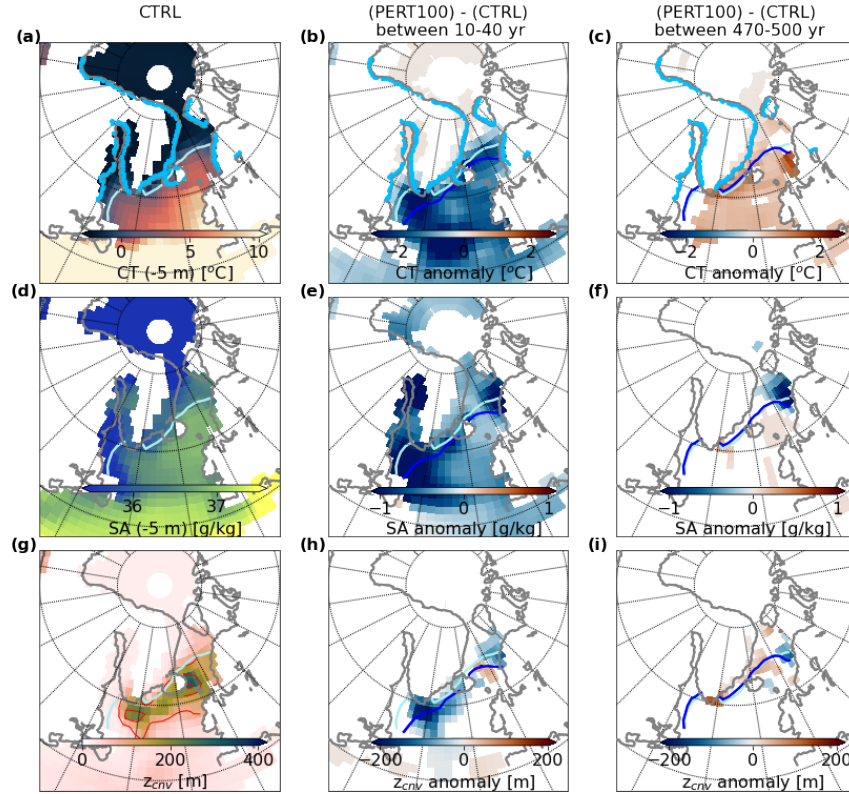 CTRL
(PERT100) - (CTRL)
between 10-40 yr
(PERT100) - (CTRL)
between 470-500 yr
(a)
(b)
(c)
0 5 10
CT (-5 m) [°C]
−2 0 2
CT anomaly [°C]
−2 0 2
CT anomaly [°C]
(d)
(e)
(f)
36 37
SA (-5 m) [g/kg]
−1 0 1
SA anomaly [g/kg]
−1 0 1
SA anomaly [g/kg]
(g)
(h)
(i)
0 200 400
z_cnv [m]
−200 0 200
z_cnv anomaly [m]
−200 0 200
z_cnv anomaly [m]